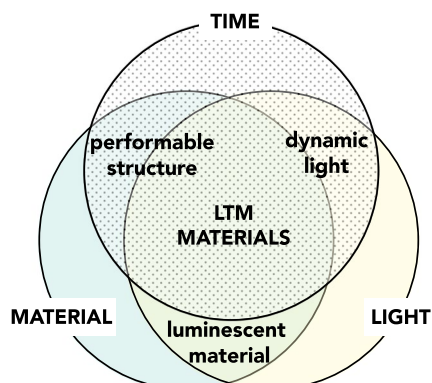 TIME
performable
structure
dynamic
light
LTM
MATERIALS
MATERIAL
LIGHT
luminescent
material